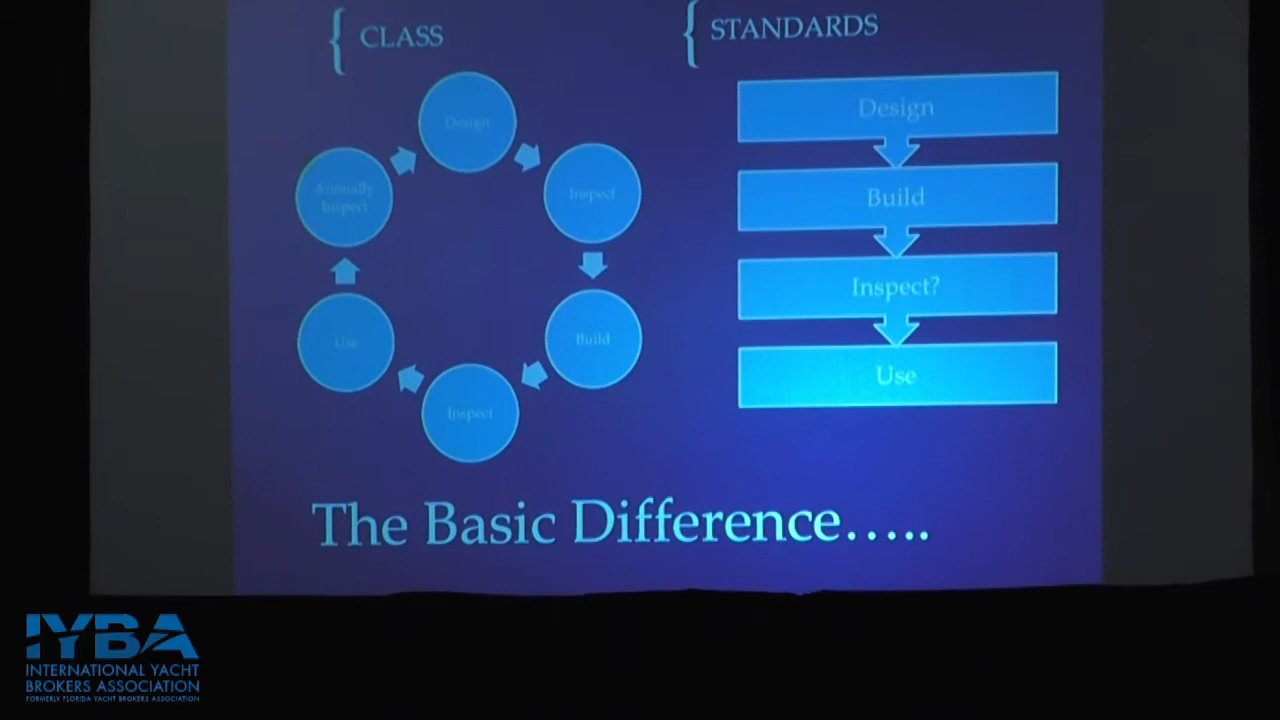 CLASS
Design
Inspect
Build
Inspect
Use
Annually
Inspect
STANDARDS
Design
Build
Inspect?
Use
The Basic Difference.....
IYBA
INTERNATIONAL YACHT
BROKERS ASSOCIATION
FORMERLY FLORIDA YACHT BROKERS ASSOCIATION